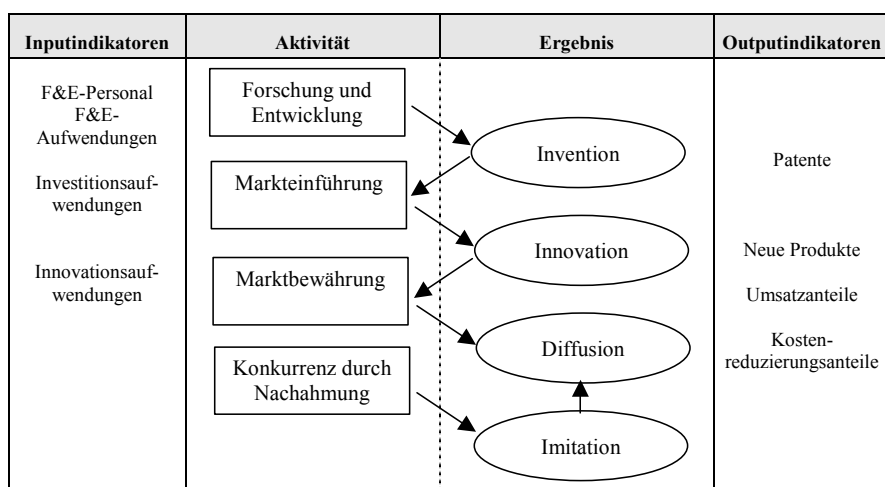 Inputindikatoren
Aktivität
Ergebnis
Outputindikatoren
F&E-Personal
F&E-
Aufwendungen
Investitionsauf-
wendungen
Innovationsauf-
wendungen
Forschung und
Entwicklung
Markteinführung
Marktbewährung
Konkurrenz durch
Nachahmung
Invention
Innovation
Diffusion
Imitation
Patente
Neue Produkte
Umsatzanteile
Kosten-
reduzierungsanteile